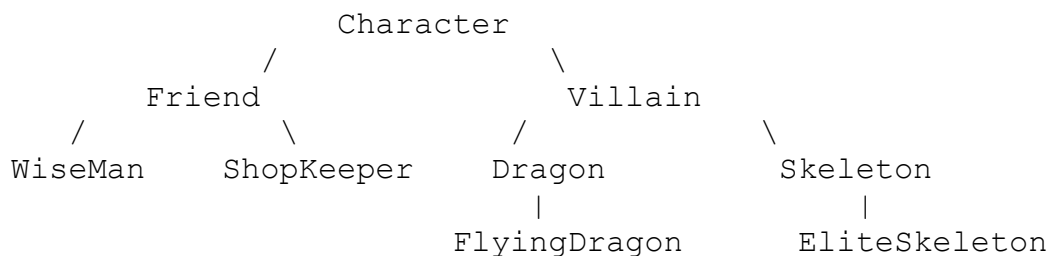 Character
Friend Villain
WiseMan ShopKeeper Dragon Skeleton
FlyingDragon EliteSkeleton